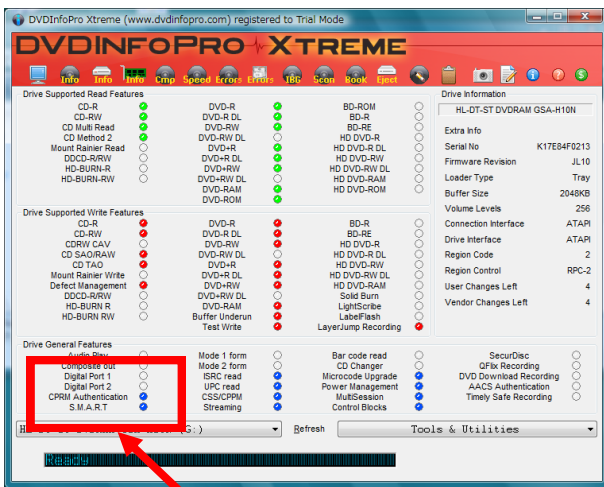 DVDInfoPro Xtreme (www.dvdinfopro.com) registered to Trial Mode
DVDINFOPRO XTREME
Info Info Info Cmp Speed Errors Errors IBG Scan Book Eject
Drive Supported Read Features
CD-R DVD-R BD-ROM
CD-RW DVD-R DL BD-R
CD Multi Read DVD-RW BD-RE
CD Method 2 DVD-RW DL HD DVD-R
Mount Rainier Read DVD+R HD DVD-R DL
DDCD-R/RW DVD+R DL HD DVD-RW
HD-BURN-R DVD+RW HD DVD-RW DL
HD-BURN-RW DVD+RW DL HD DVD-RAM
DVD-RAM HD DVD-ROM
DVD-ROM
Drive Information
HL-DT-ST DVDRAM GSA-H10N
Extra Info
Serial No K17E84F0213
Firmware Revision JL10
Loader Type Tray
Buffer Size 2048KB
Volume Levels 256
Connection Interface ATAPI
Drive Interface ATAPI
Region Code 2
Region Control RPC-2
User Changes Left 4
Vendor Changes Left 4
Drive Supported Write Features
CD-R DVD-R BD-R
CD-RW DVD-R DL BD-RE
CDRW CAV DVD-RW HD DVD-R
CD SAO/RAW DVD-RW DL HD DVD-R DL
CD TAO DVD+R HD DVD-RW
Mount Rainier Write DVD+R DL HD DVD-RW DL
Defect Management DVD+RW HD DVD-RAM
DDCD-R/RW DVD+RW DL Solid Burn
HD-BURN R DVD-RAM LightScribe
HD-BURN RW Buffer Underun LabelFlash
Test Write LayerJump Recording
Drive General Features
Audio Play Mode 1 form Bar code read SecurDisc
Composite out Mode 2 form CD Changer QFlix Recording
Digital Port 1 ISRC read Microcode Upgrade DVD Download Recording
Digital Port 2 UPC read Power Management AACS Authentication
CPRM Authentication CSS/CPPM MultiSession Timely Safe Recording
S.M.A.R.T Streaming Control Blocks
(G:) Refresh Tools & Utilities
Ready